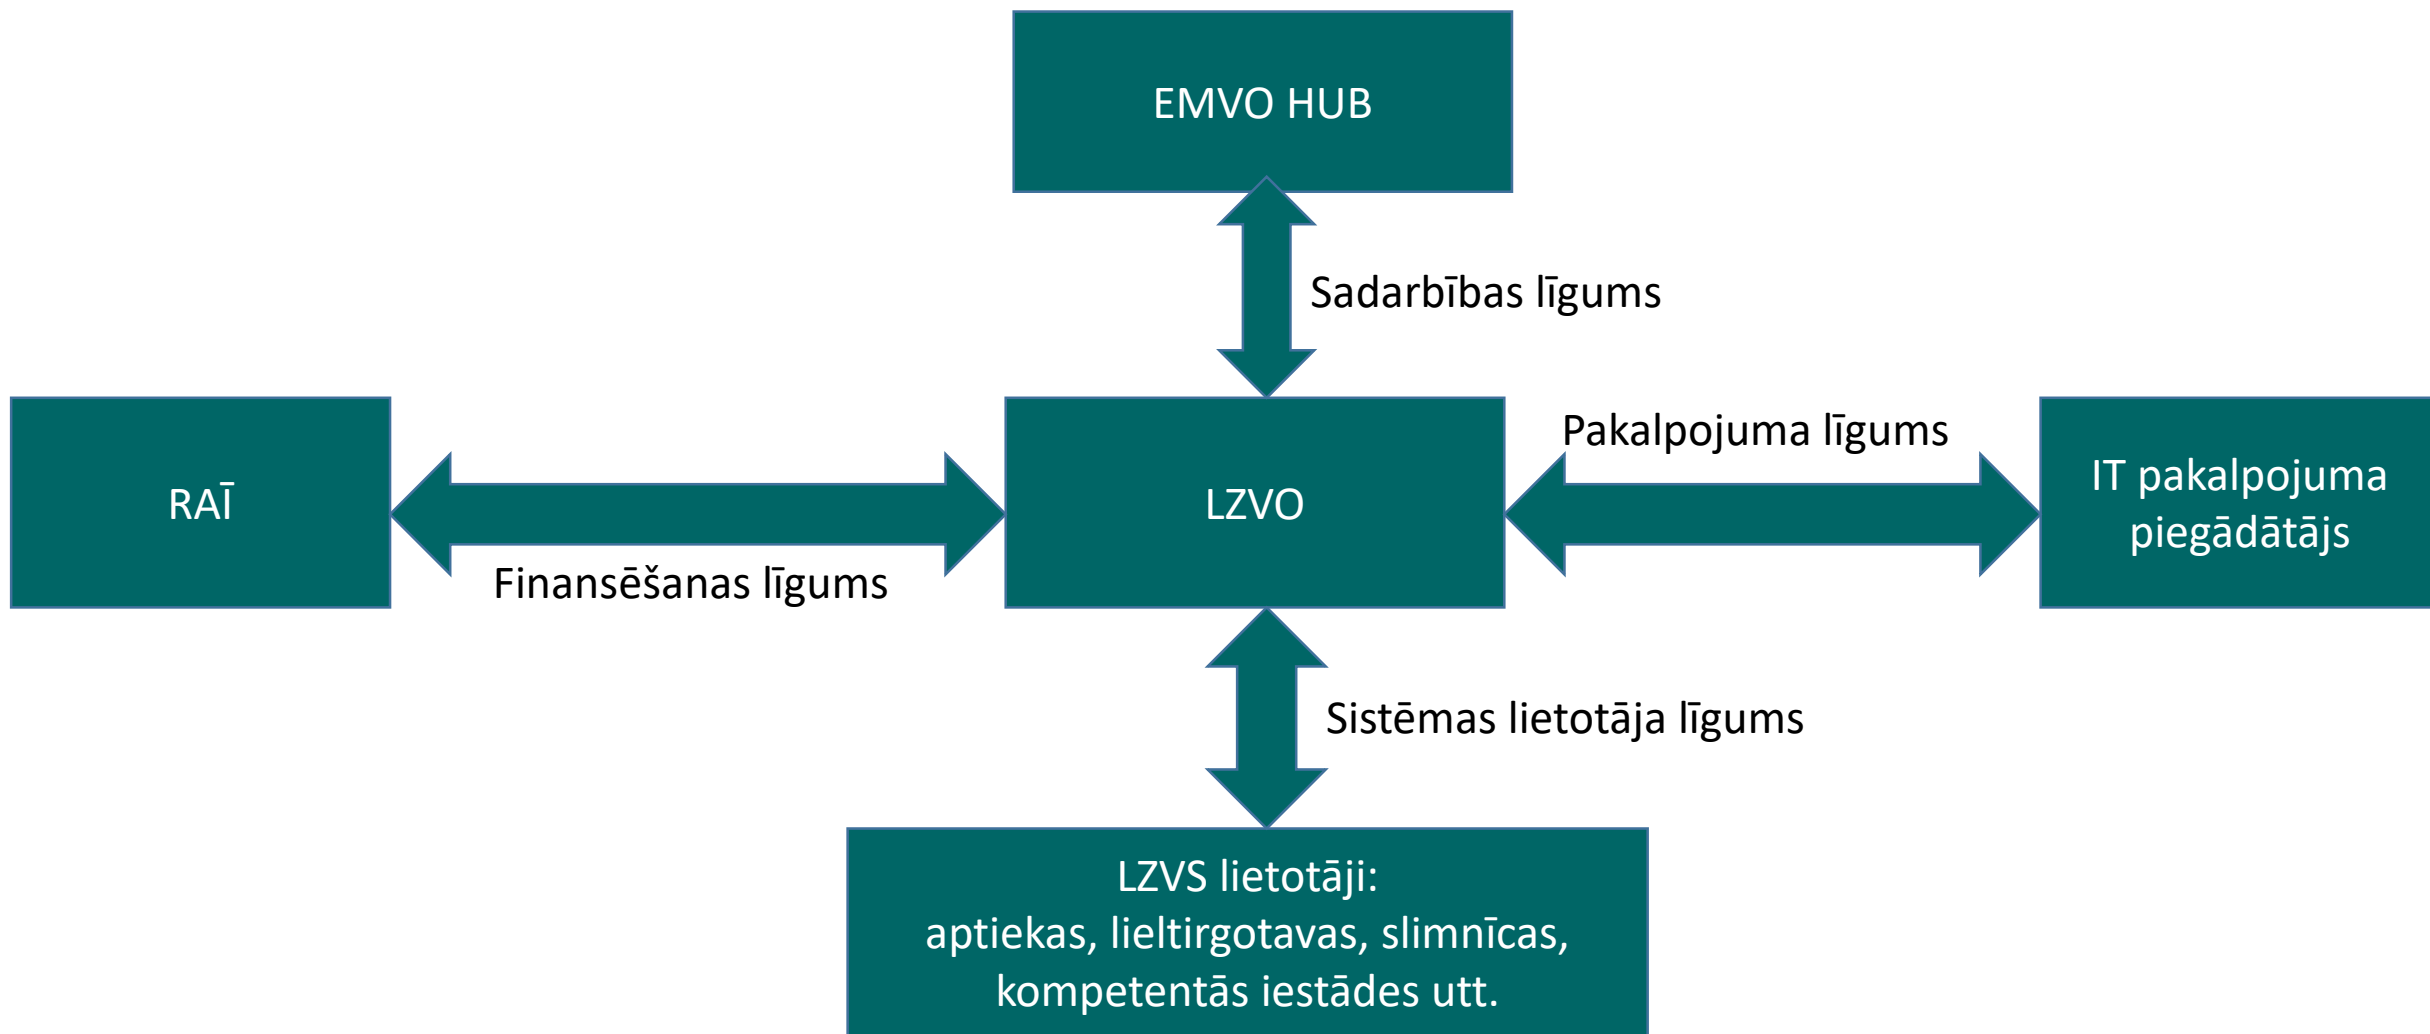 EMVO HUB
Sadarbības līgums
RAĪ
Finansēšanas līgums
LZVO
Pakalpojuma līgums
IT pakalpojuma
piegādātājs
Sistēmas lietotāja līgums
LZVS lietotāji:
aptiekas, lieltirgotavas, slimnīcas,
kompetentās iestādes utt.